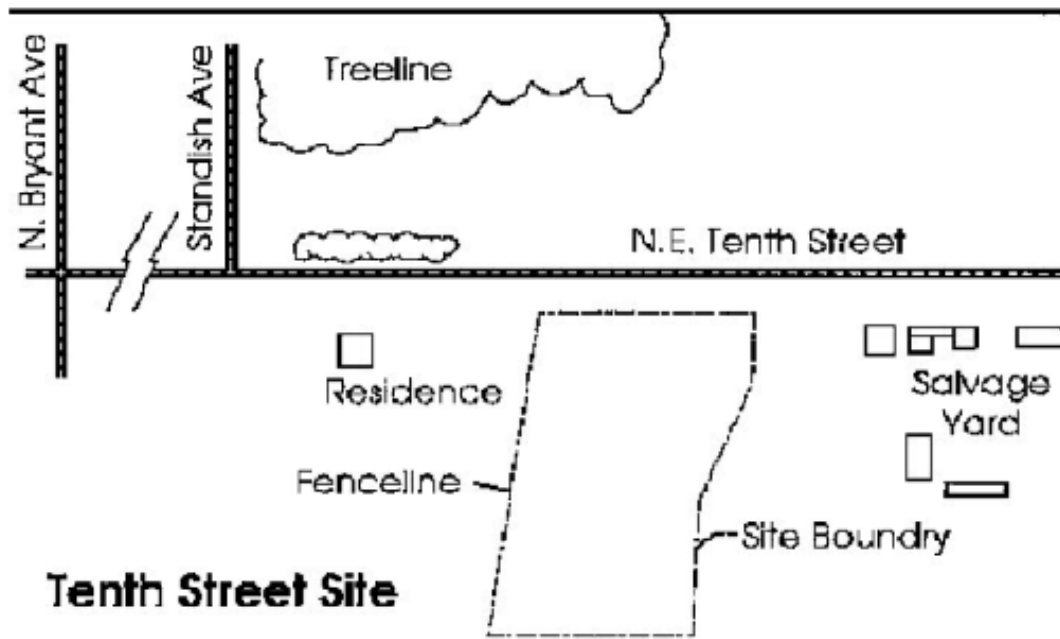 N. Bryant Ave
Standish Ave
Treeline
N.E. Tenth Street
Residence
Salvage
Yard
Fenceline
Site Boundry
Tenth Street Site